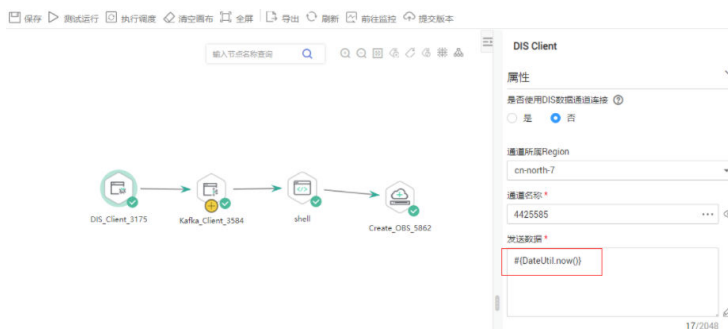 保存 测试运行 执行调度 清空画布 全屏 导出 刷新 前往监控 提交版本
输入节点名称查询
DIS_Client_3175
Kafka_Client_3584
shell
Create_OBS_5862
DIS Client
属性
是否使用DIS数据通道连接
是 否
通道所属Region
cn-north-7
通道名称 *
4425585
发送数据 *
#{DateUtil.now()}
17/2048